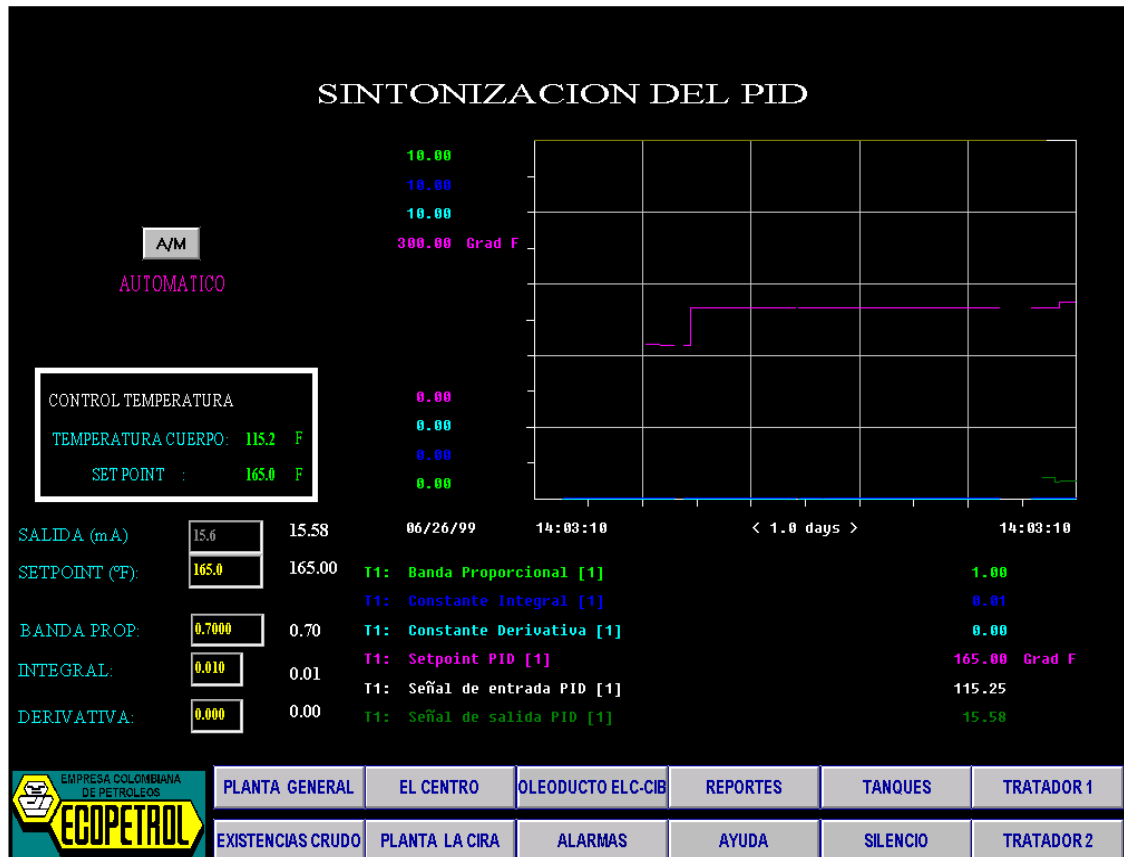 SINTONIZACION DEL PID
10.00
10.00
10.00
300.00 Grad F
A/M
AUTOMATICO
CONTROL TEMPERATURA
TEMPERATURA CUERPO: 115.2 F
SET POINT : 165.0 F
0.00
0.00
0.00
0.00
06/26/99 14:03:10 < 1.0 days > 14:03:10
SALIDA (mA) 15.6 15.58
SETPOINT (ºF): 165.0 165.00
BANDA PROP: 0.7000 0.70
INTEGRAL: 0.010 0.01
DERIVATIVA: 0.000 0.00
T1: Banda Proporcional [1] 1.00
T1: Constante Integral [1] 0.01
T1: Constante Derivativa [1] 0.00
T1: Setpoint PID [1] 165.00 Grad F
T1: Señal de entrada PID [1] 115.25
T1: Señal de salida PID [1] 15.58
EMPRESA COLOMBIANA
DE PETROLEOS
ECOPETROL
PLANTA GENERAL EL CENTRO OLEODUCTO ELC-CIB REPORTES TANQUES TRATADOR 1
EXISTENCIAS CRUDO PLANTA LA CIRA ALARMAS AYUDA SILENCIO TRATADOR 2